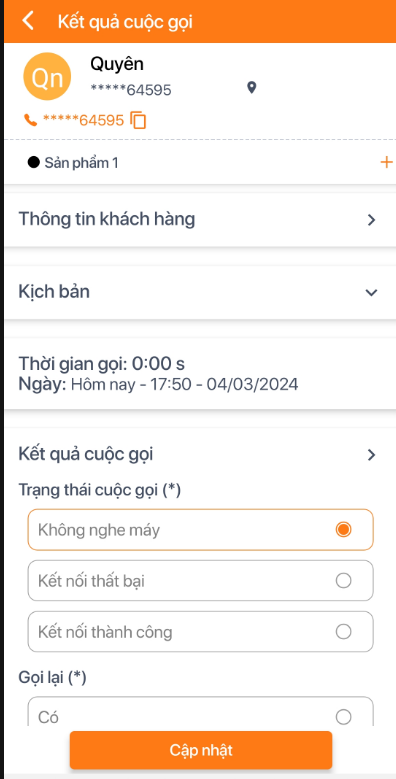 Kết quả cuộc gọi
Qn
Quyên
*****64595
*****64595
Sản phẩm 1
+
Thông tin khách hàng
Kịch bản
Thời gian gọi: 0:00 s
Ngày: Hôm nay - 17:50 - 04/03/2024
Kết quả cuộc gọi
Trạng thái cuộc gọi (*)
Không nghe máy
Kết nối thất bại
Kết nối thành công
Gọi lại (*)
Có
Cập nhật